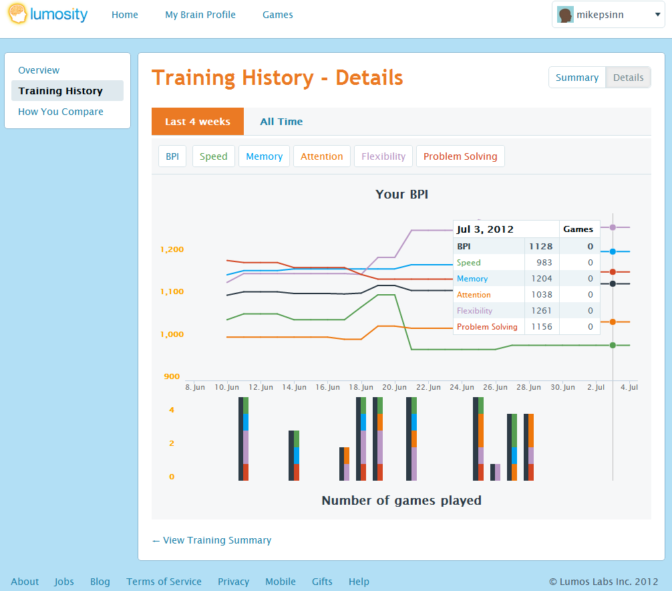 lumosity Home My Brain Profile Games mikepsinn
Overview
Training History
How You Compare
Training History - Details
Summary Details
Last 4 weeks All Time
BPI Speed Memory Attention Flexibility Problem Solving
Your BPI
Jul 3, 2012 Games
BPI 1128 0
Speed 983 0
Memory 1204 0
Attention 1038 0
Flexibility 1261 0
Problem Solving 1156 0
1,200
1,100
1,000
900
8. Jun 10. Jun 12. Jun 14. Jun 16. Jun 18. Jun 20. Jun 22. Jun 24. Jun 26. Jun 28. Jun 30. Jun 2. Jul 4. Jul
4
2
0
Number of games played
← View Training Summary
About Jobs Blog Terms of Service Privacy Mobile Gifts Help © Lumos Labs Inc. 2012